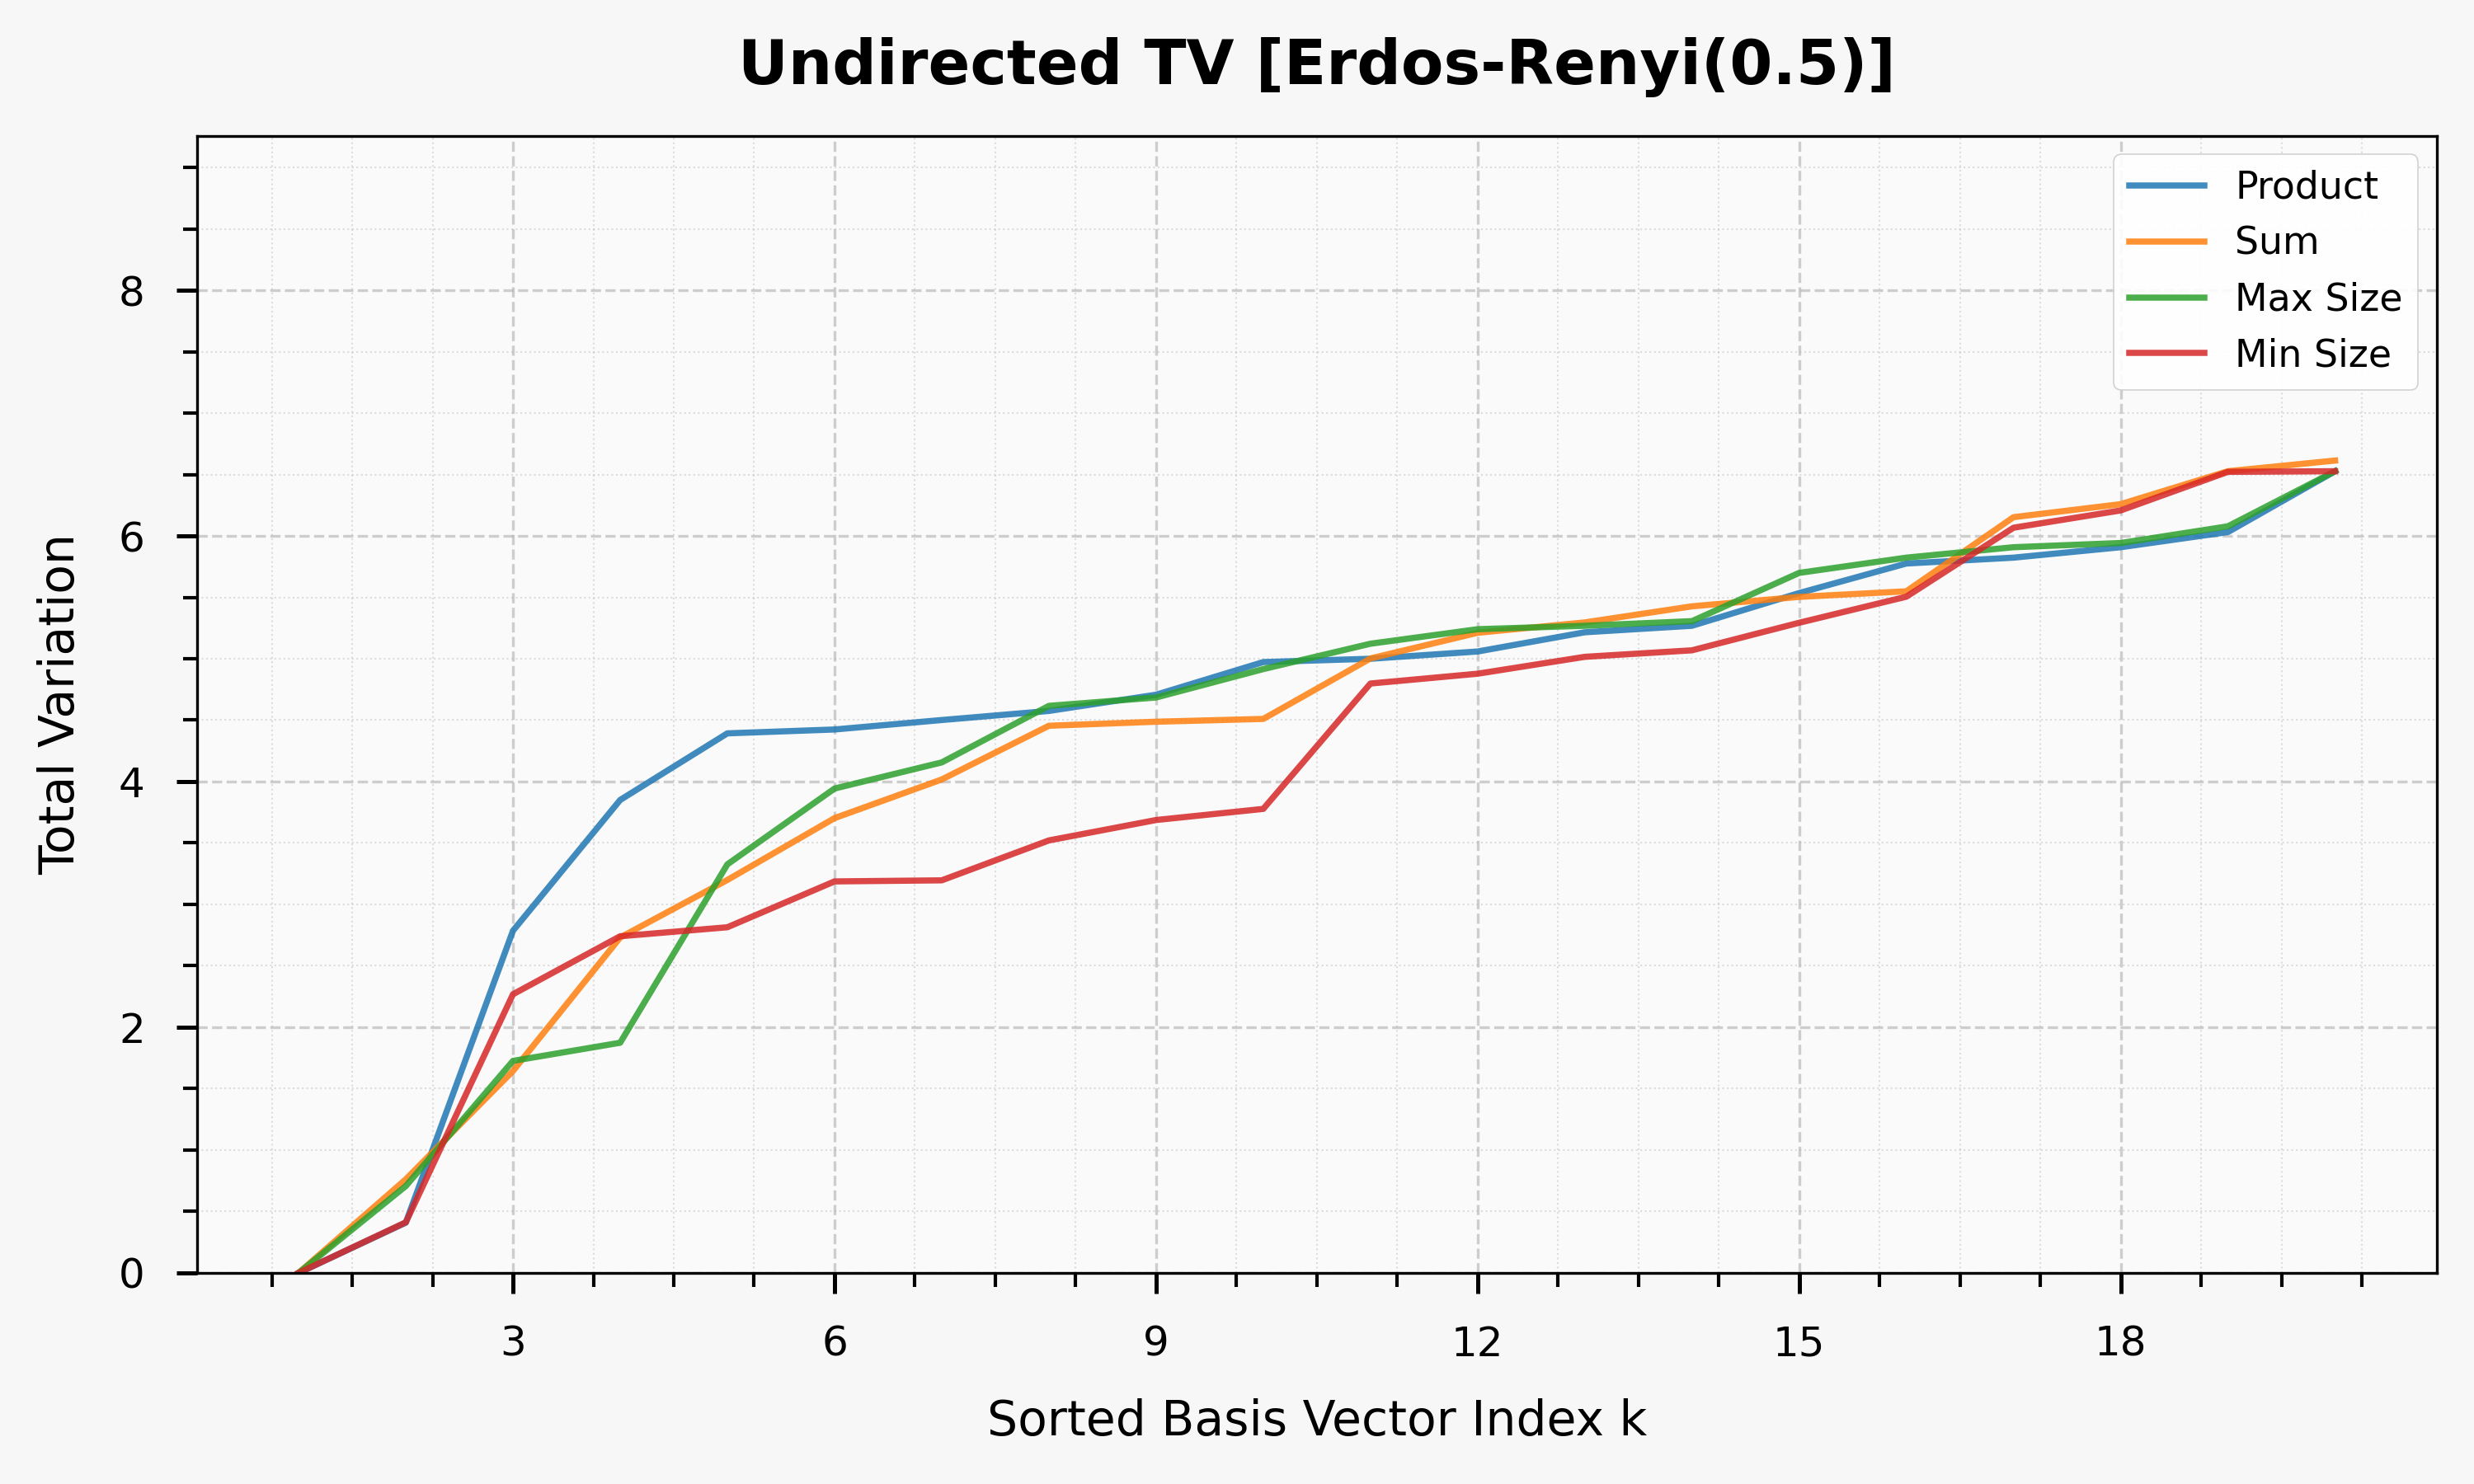 Undirected TV [Erdos-Renyi(0.5)]
Product
Sum
Max Size
Min Size
Total Variation
8
6
4
2
0
3 6 9 12 15 18
Sorted Basis Vector Index k